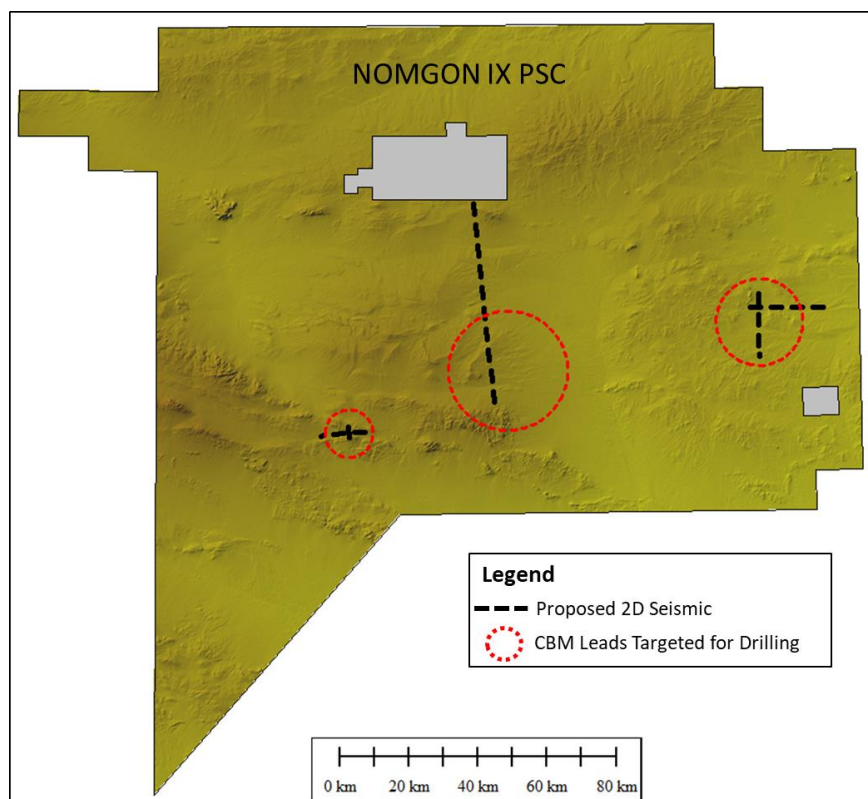 NOMGON IX PSC
Legend
Proposed 2D Seismic
CBM Leads Targeted for Drilling
0 km 20 km 40 km 60 km 80 km